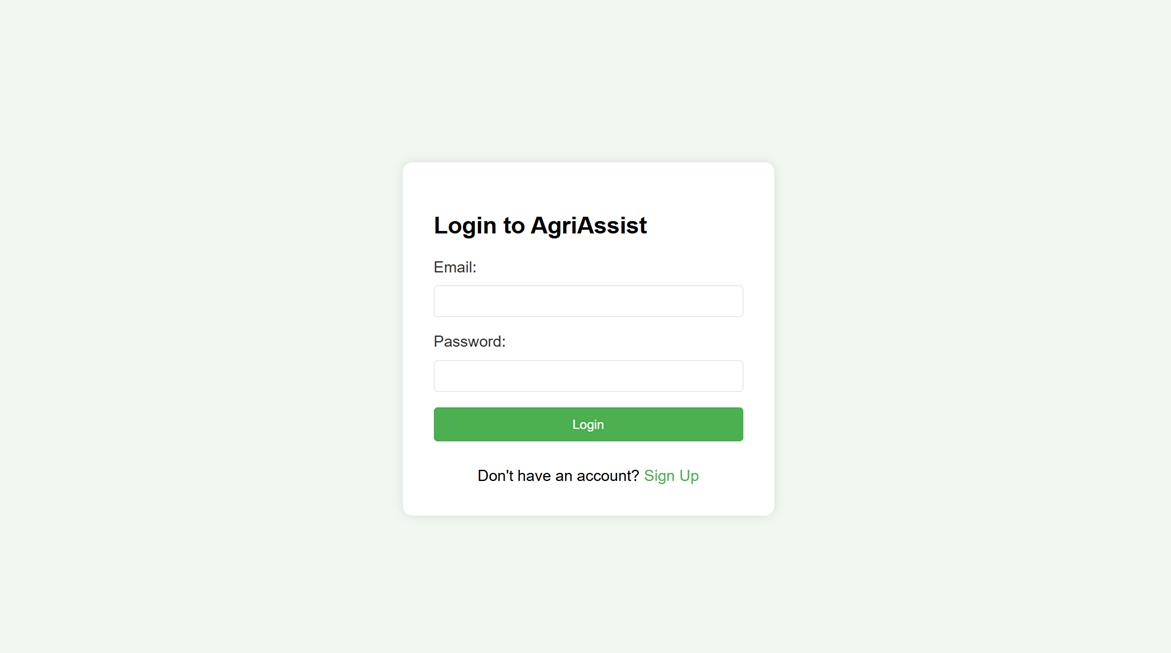 Login to AgriAssist
Email:
Password:
Login
Don't have an account? Sign Up